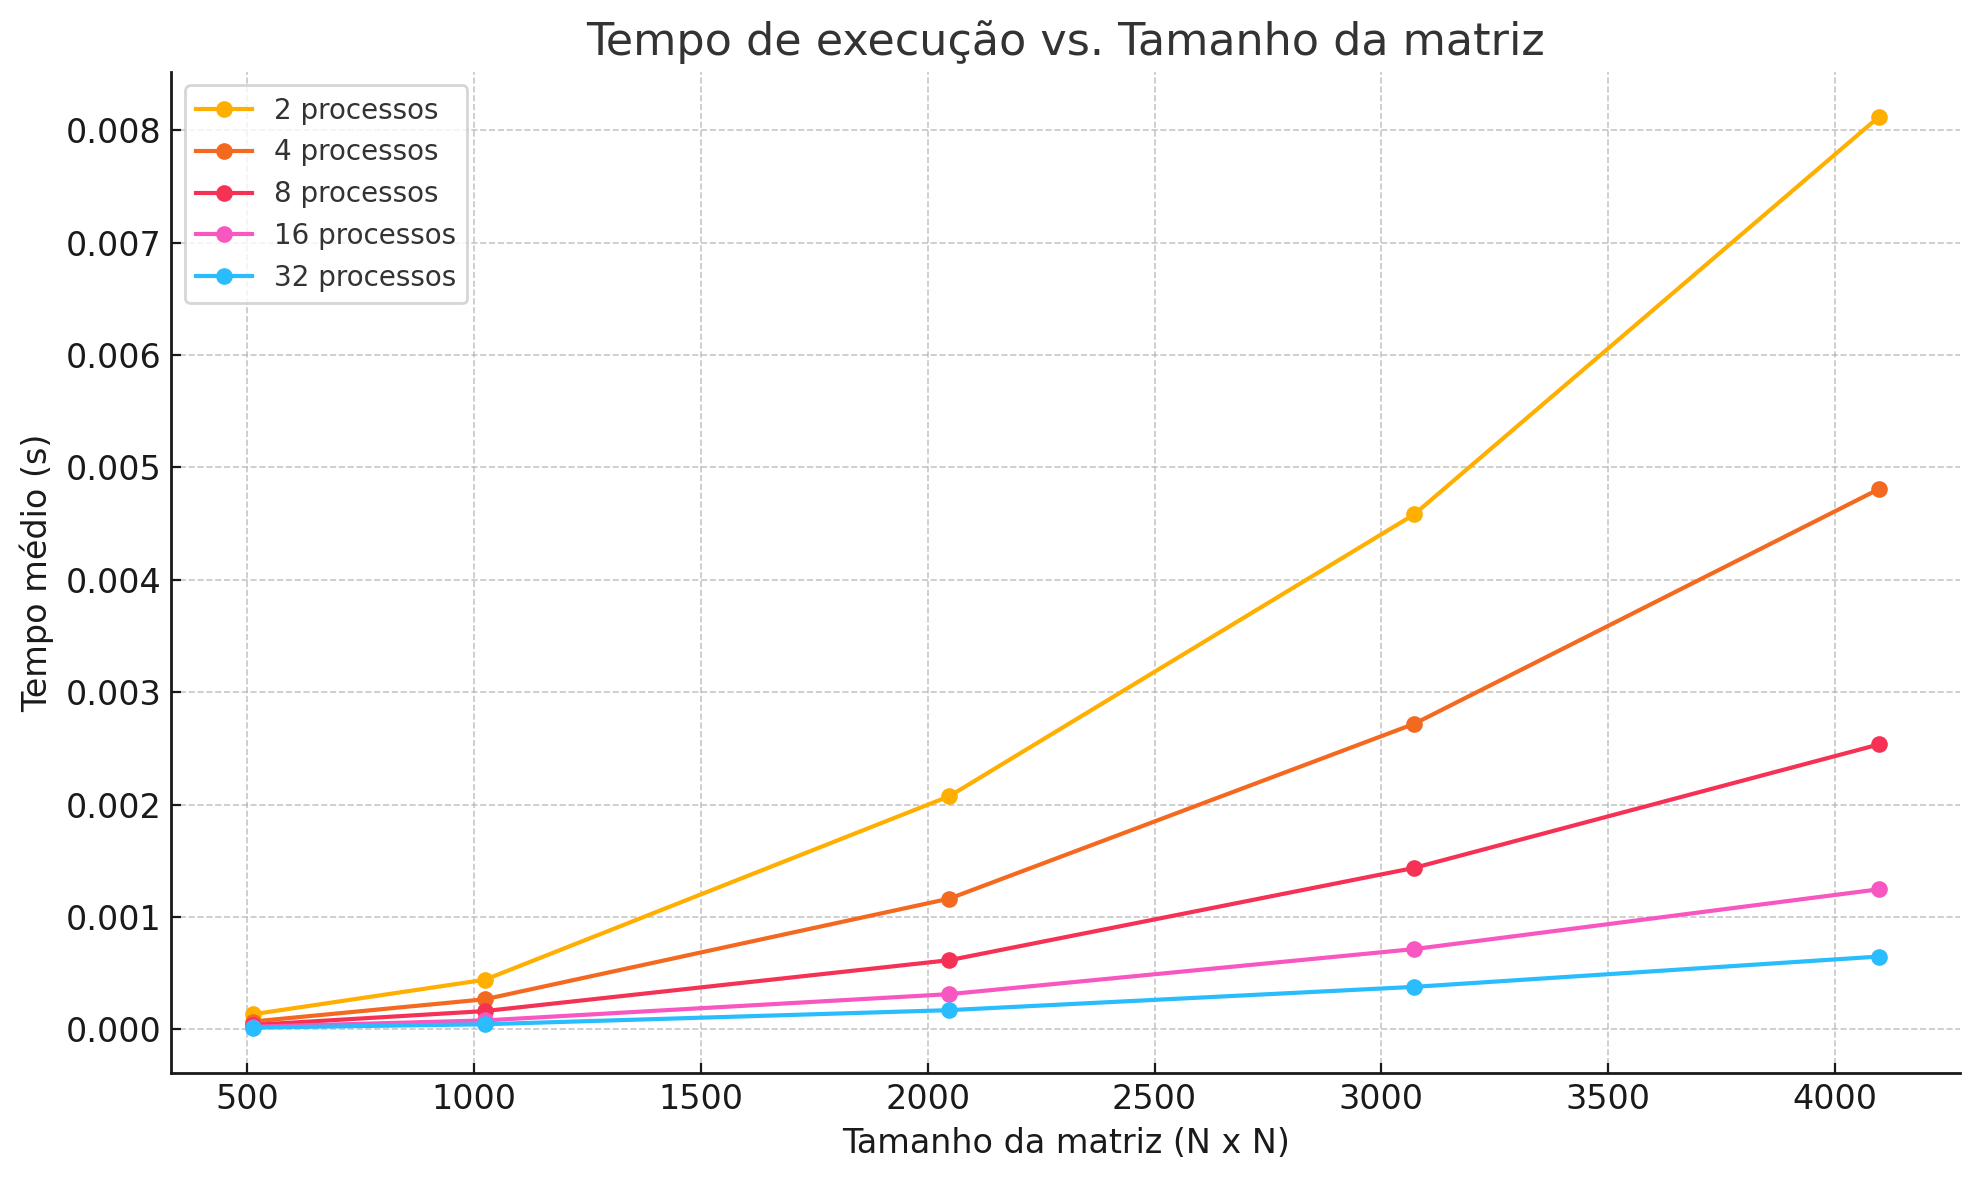 Tempo de execução vs. Tamanho da matriz
2 processos
4 processos
8 processos
16 processos
32 processos
0.008
0.007
0.006
0.005
0.004
0.003
0.002
0.001
0.000
Tempo médio (s)
500 1000 1500 2000 2500 3000 3500 4000
Tamanho da matriz (N x N)